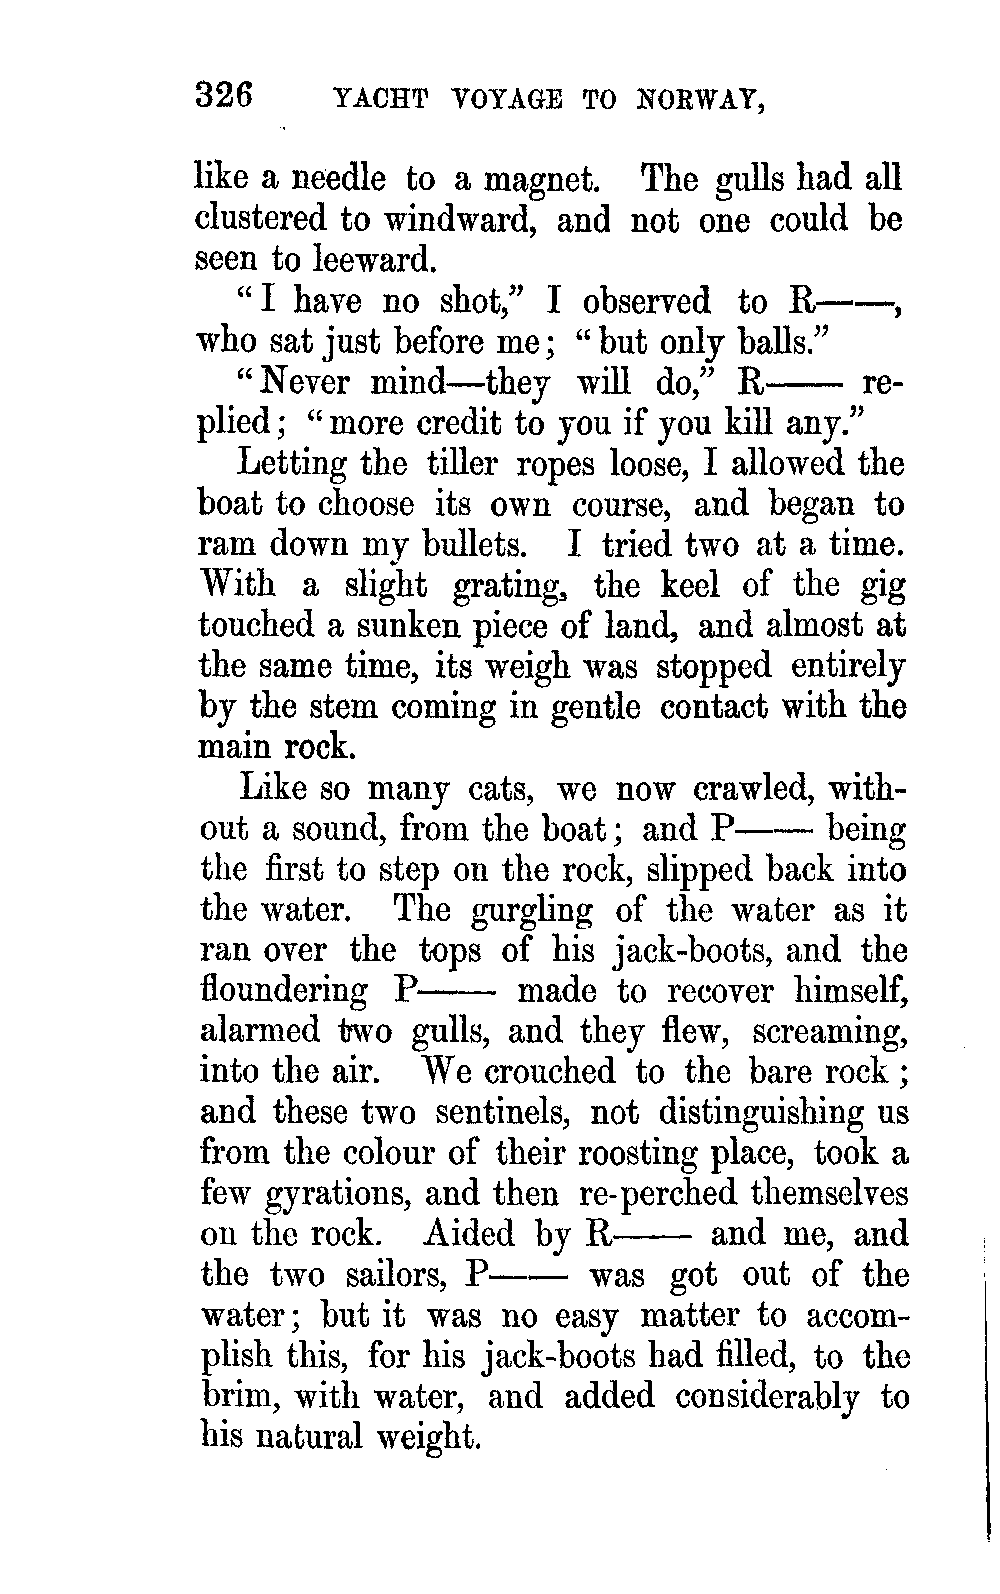 326 YACHT VOYAGE TO NORWAY,
like a needle to a magnet. The gulls had all
clustered to windward, and not one could be
seen to leeward.
"I have no shot," I observed to R——,
who sat just before me; "but only balls."
"Never mind—they will do," R—— re-
plied; "more credit to you if you kill any."
Letting the tiller ropes loose, I allowed the
boat to choose its own course, and began to
ram down my bullets. I tried two at a time.
With a slight grating, the keel of the gig
touched a sunken piece of land, and almost at
the same time, its weigh was stopped entirely
by the stem coming in gentle contact with the
main rock.
Like so many cats, we now crawled, with-
out a sound, from the boat; and P—— being
the first to step on the rock, slipped back into
the water. The gurgling of the water as it
ran over the tops of his jack-boots, and the
floundering P—— made to recover himself,
alarmed two gulls, and they flew, screaming,
into the air. We crouched to the bare rock;
and these two sentinels, not distinguishing us
from the colour of their roosting place, took a
few gyrations, and then re-perched themselves
on the rock. Aided by R—— and me, and
the two sailors, P—— was got out of the
water; but it was no easy matter to accom-
plish this, for his jack-boots had filled, to the
brim, with water, and added considerably to
his natural weight.